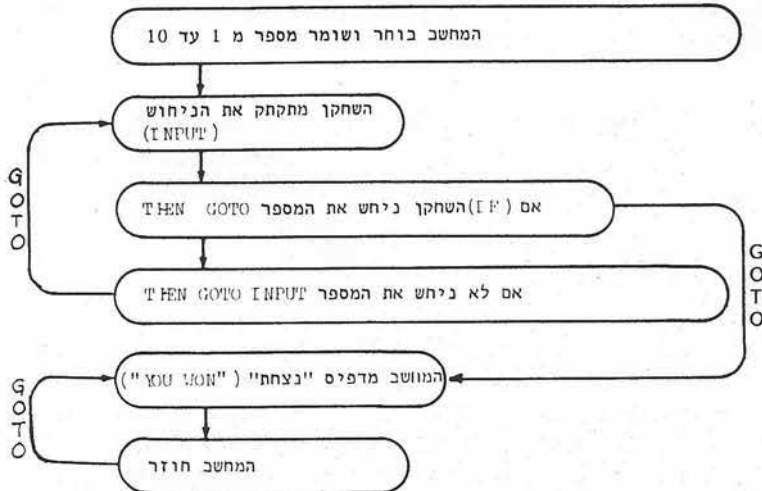 המחשב בוחר ושומר מספר מ 1 עד 10
השחקן מתקתק את הניחוש
(INPUT)
GOTO
אם (IF) השחקן ניחש את המספר THEN GOTO
GOTO
אם לא ניחש את המספר THEN GOTO INPUT
המחשב מדפיס "נצחת" ("YOU WON")
GOTO
המחשב חוזר